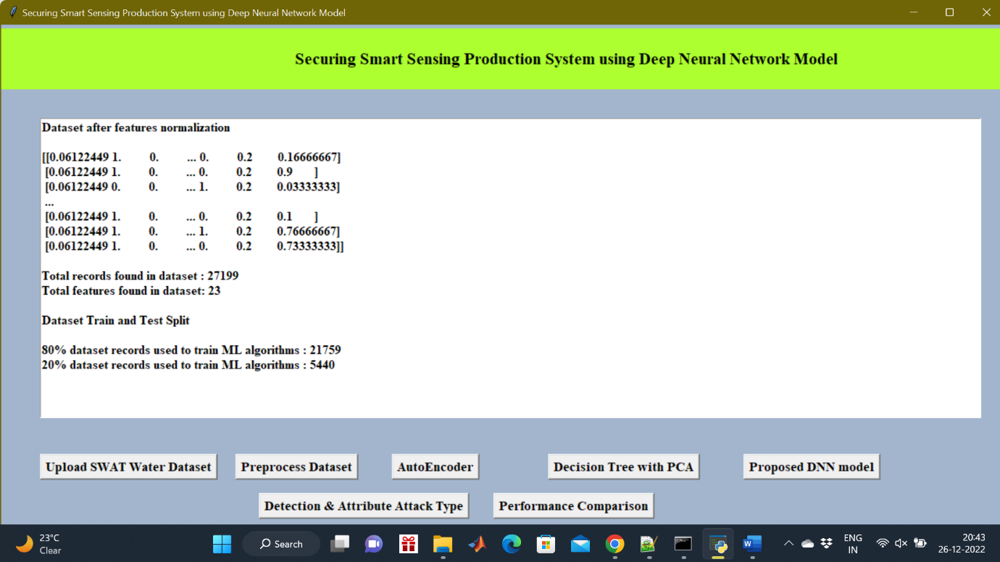 Securing Smart Sensing Production System using Deep Neural Network Model
Securing Smart Sensing Production System using Deep Neural Network Model
Dataset after features normalization
[[0.06122449 1. 0. ... 0. 0.2 0.16666667]
[0.06122449 1. 0. ... 0. 0.2 0.9 ]
[0.06122449 0. 0. ... 1. 0.2 0.03333333]
...
[0.06122449 1. 0. ... 0. 0.2 0.1 ]
[0.06122449 1. 0. ... 1. 0.2 0.76666667]
[0.06122449 1. 0. ... 0. 0.2 0.73333333]]
Total records found in dataset : 27199
Total features found in dataset: 23
Dataset Train and Test Split
80% dataset records used to train ML algorithms : 21759
20% dataset records used to train ML algorithms : 5440
Upload SWAT Water Dataset Preprocess Dataset AutoEncoder Decision Tree with PCA Proposed DNN model
Detection & Attribute Attack Type Performance Comparison
23°C
Clear
Search
ENG
IN
20:43
26-12-2022